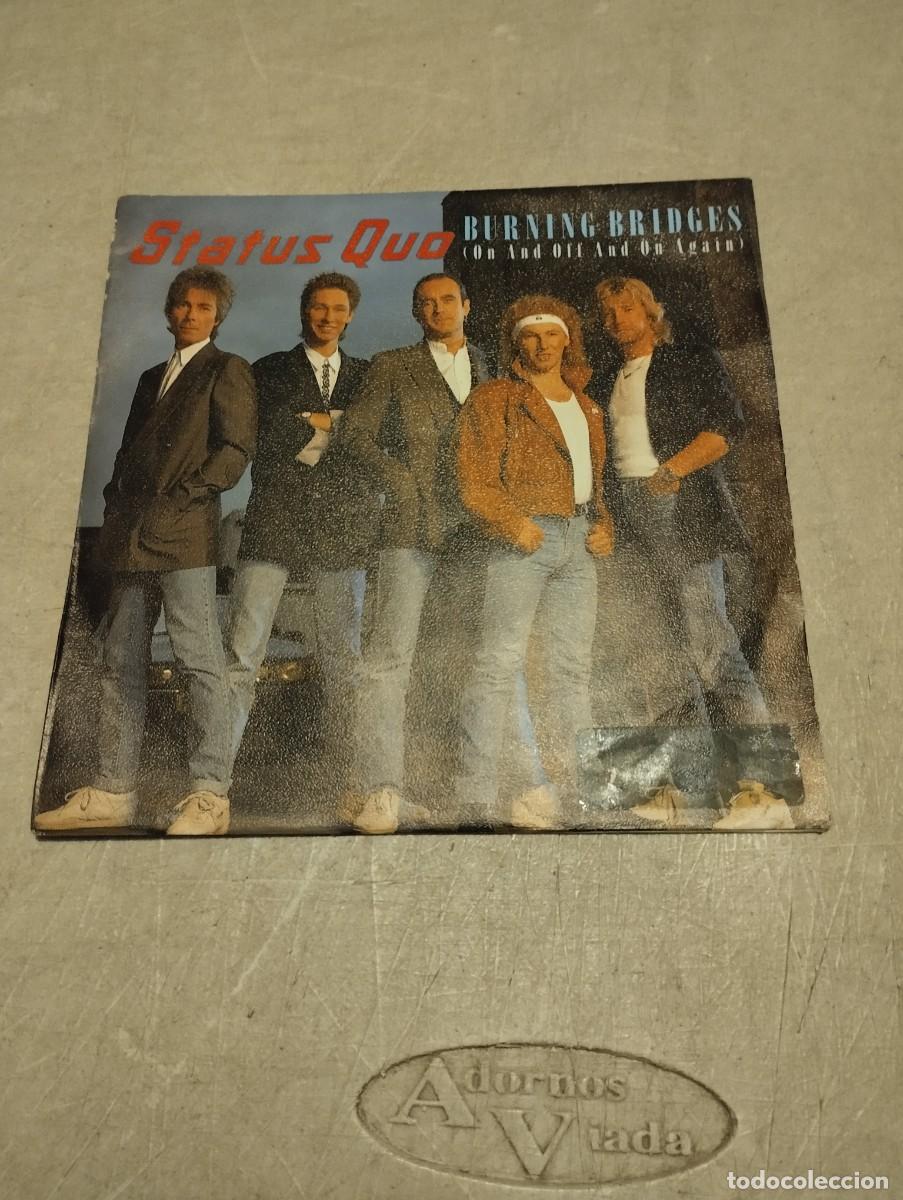 Status Quo
BURNING BRIDGES
(On And Off And On Again)
Adornos
Viada
todocoleccion